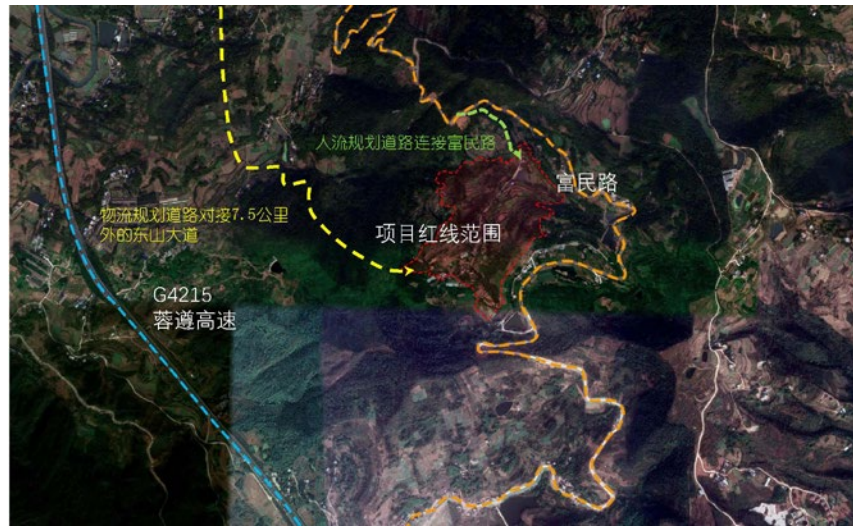 人流规划道路连接富民路
富民路
物流规划道路对接7.5公里
外的东山大道
项目红线范围
G4215
蓉遵高速